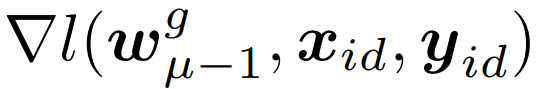 ∇l(𝒘^g_{μ−1}, 𝒙_{id}, 𝒚_{id})